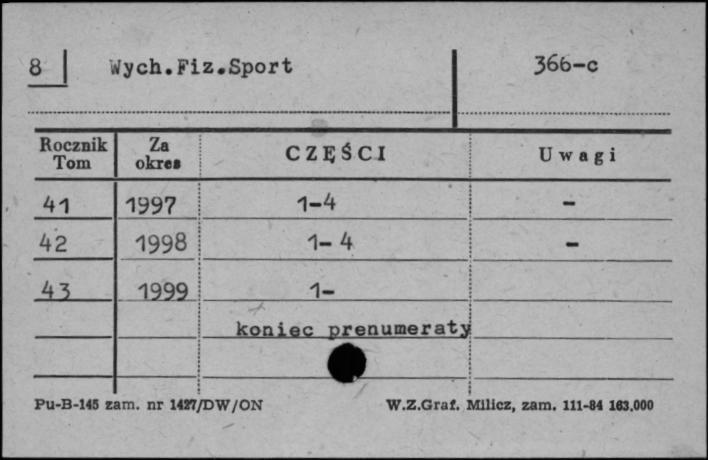 8 Wych.Fiz.Sport 366-c
Rocznik Tom Za okres CZĘŚCI Uwagi
41 1997 1-4 -
42 1998 1- 4 -
43 1999 1-
koniec prenumeraty
Pu-B-145 zam. nr 1427/DW/ON W.Z.Graf. Milicz, zam. 111-84 163.000